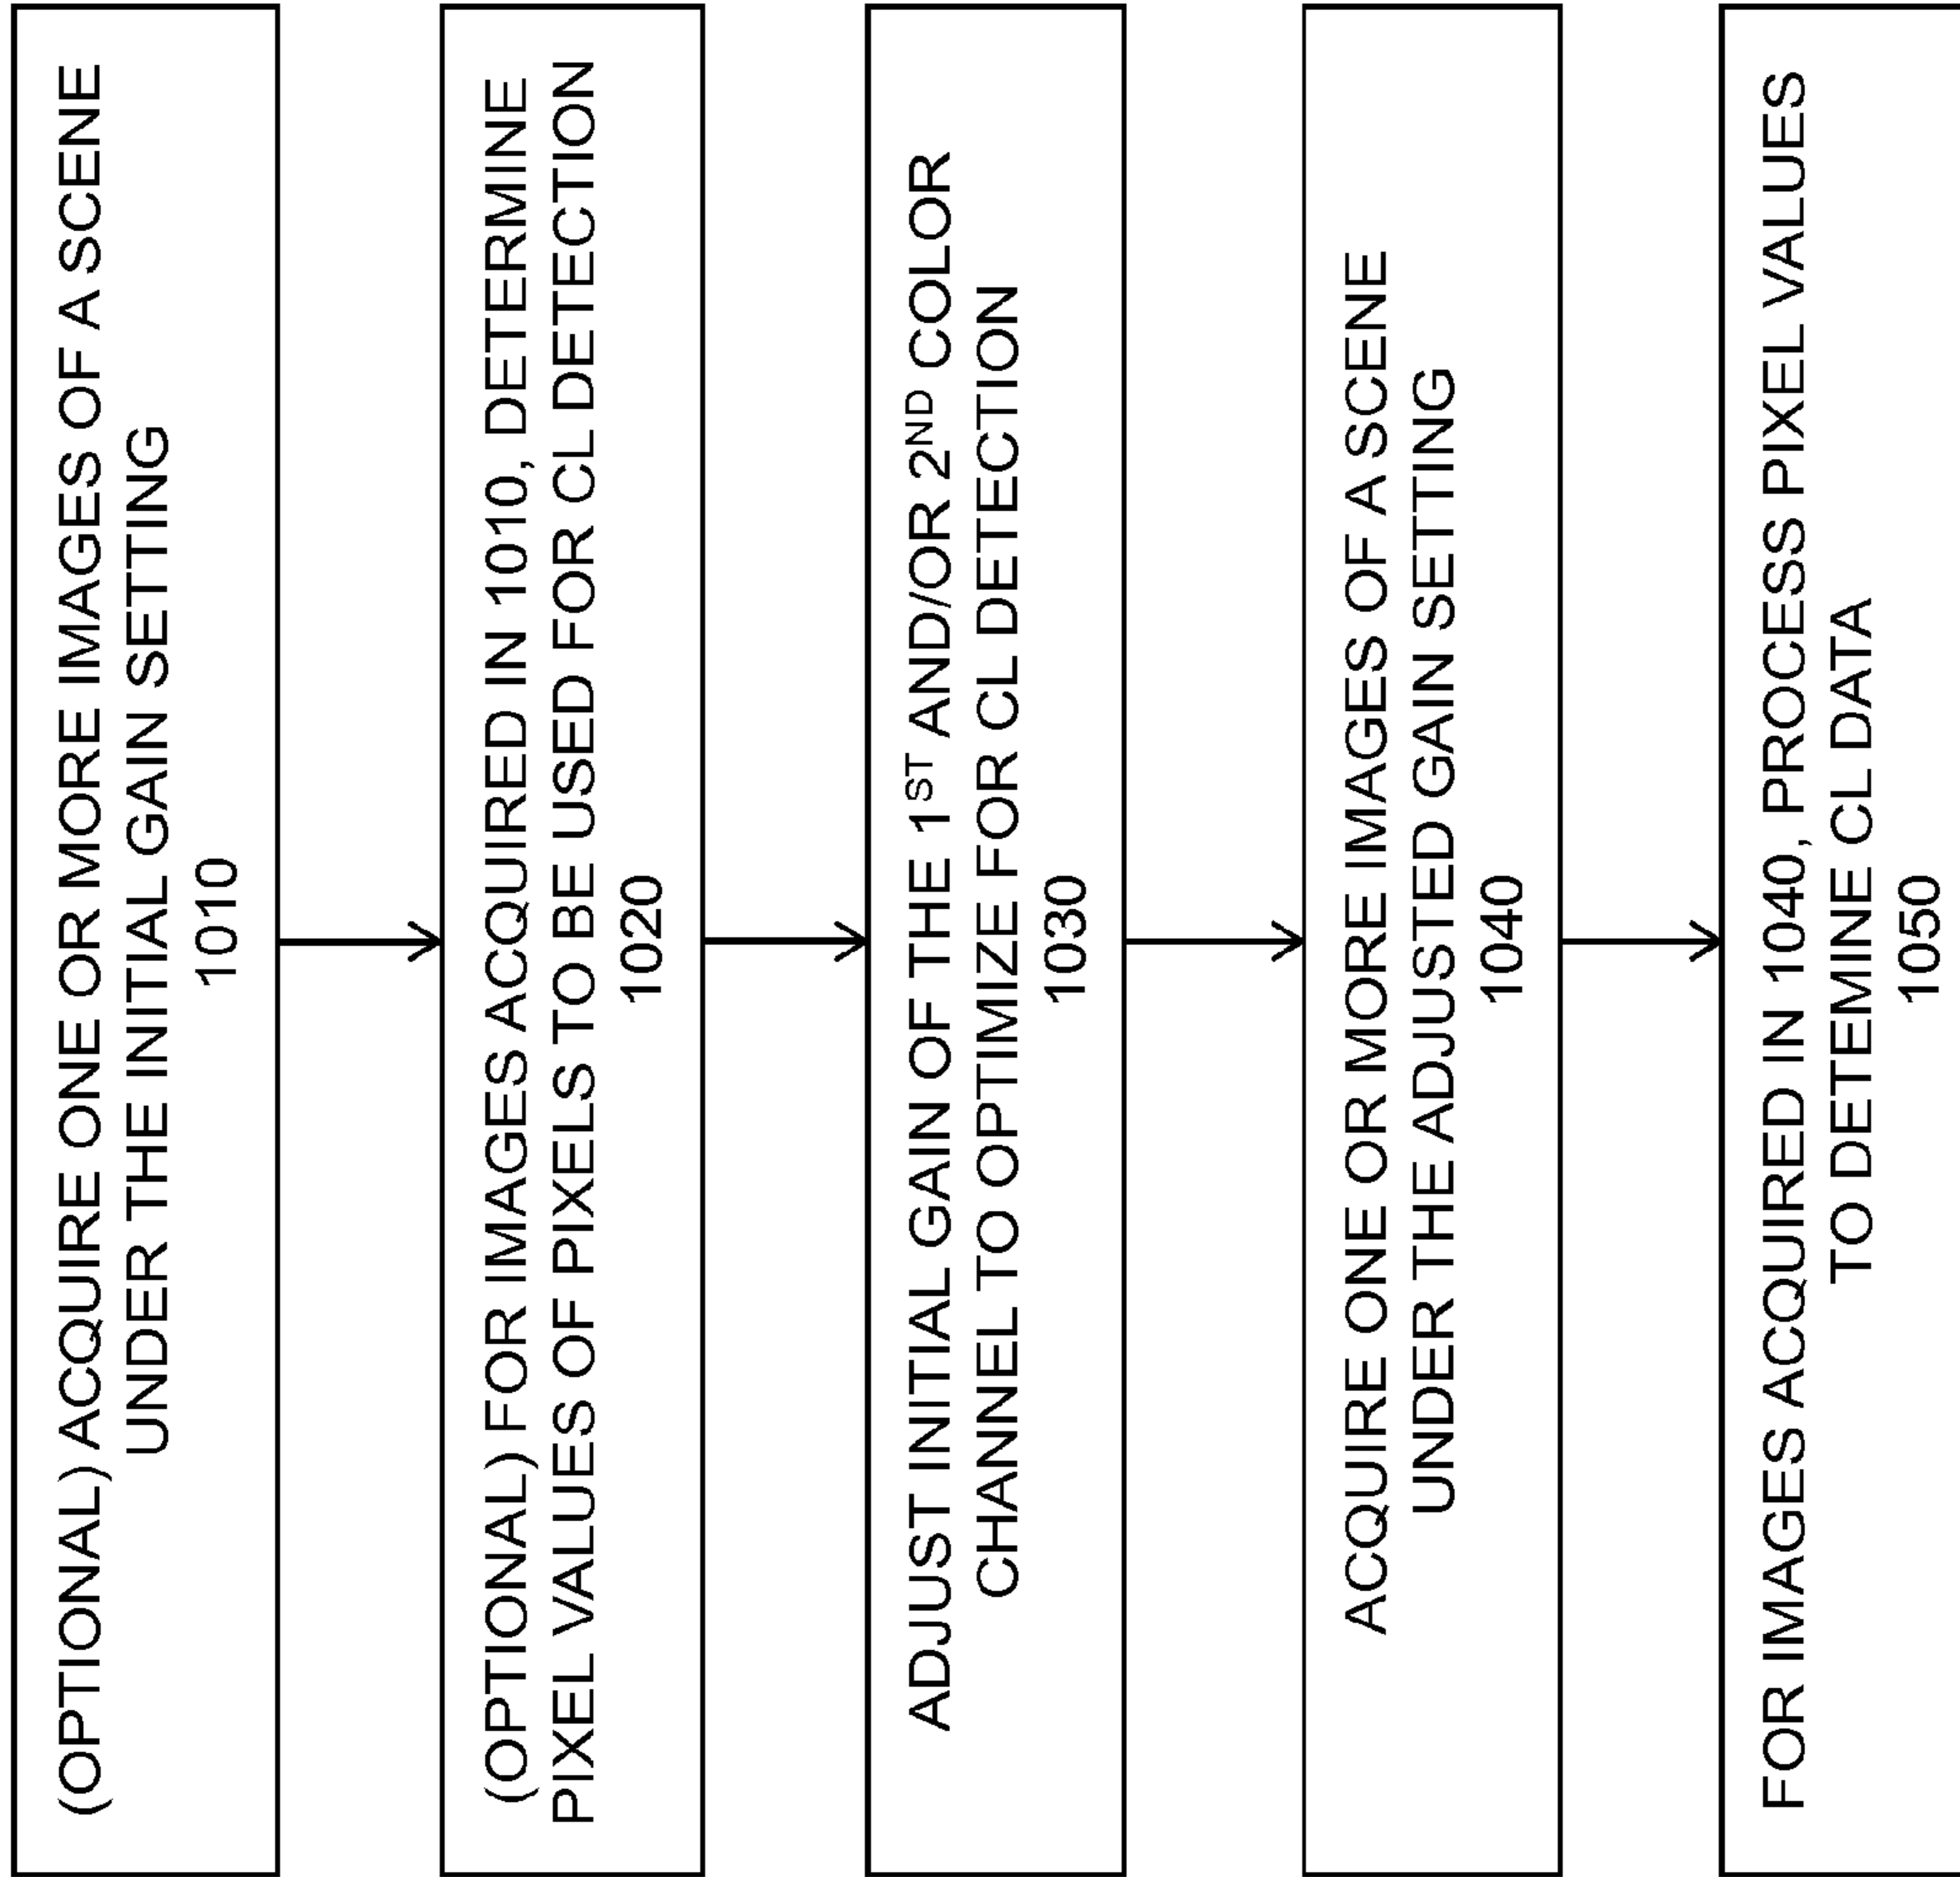 (OPTIONAL) ACQUIRE ONE OR MORE IMAGES OF A SCENE
UNDER THE INITIAL GAIN SETTING
1010
(OPTIONAL) FOR IMAGES ACQUIRED IN 1010, DETERMINE
PIXEL VALUES OF PIXELS TO BE USED FOR CL DETECTION
1020
ADJUST INITIAL GAIN OF THE 1ST AND/OR 2ND COLOR
CHANNEL TO OPTIMIZE FOR CL DETECTION
1030
ACQUIRE ONE OR MORE IMAGES OF A SCENE
UNDER THE ADJUSTED GAIN SETTING
1040
FOR IMAGES ACQUIRED IN 1040, PROCESS PIXEL VALUES
TO DETEMINE CL DATA
1050